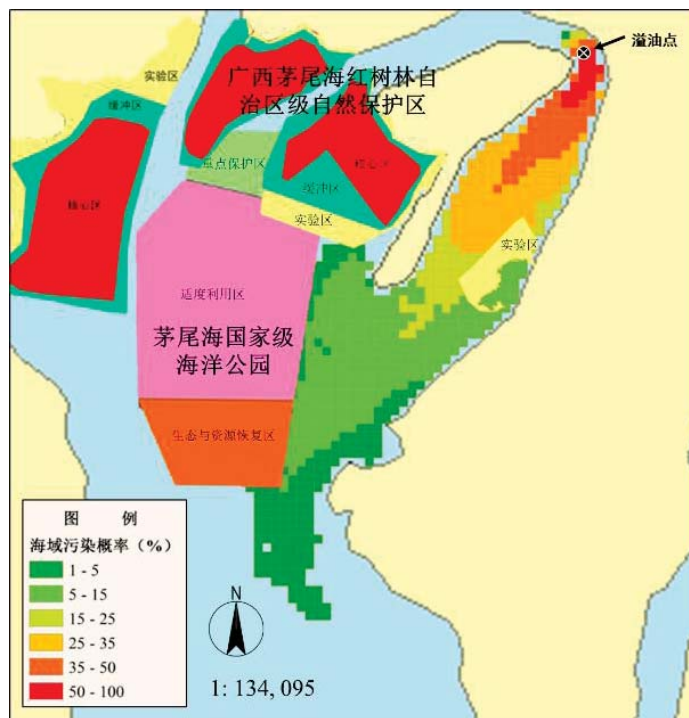 溢油点
实验区
广西茅尾海红树林自
治区级自然保护区
缓冲区
重点保护区
核心区
核心区
缓冲区
实验区
实验区
适度利用区
茅尾海国家级
海洋公园
生态与资源恢复区
图 例
海域污染概率(%)
1 - 5
5 - 15
15 - 25
25 - 35
35 - 50
50 - 100
N
1: 134, 095